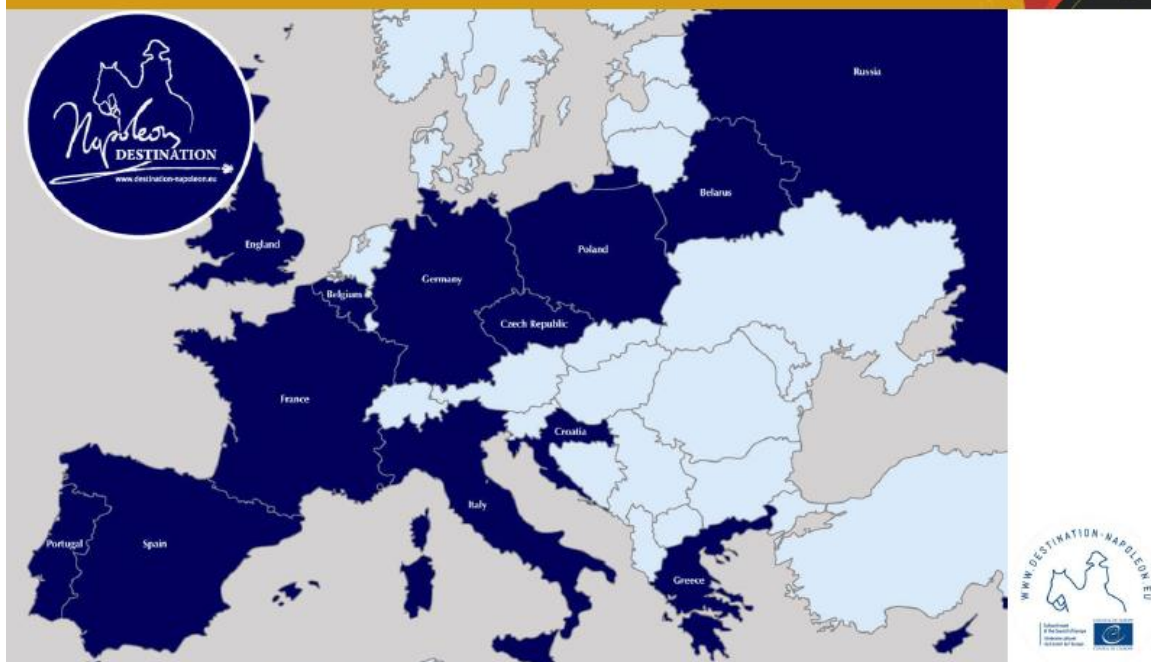 Napoleon
DESTINATION
www.destination-napoleon.eu
Russia
Belarus
England
Poland
Germany
Belgium
Czech Republic
France
Croatia
Italy
Portugal
Spain
Greece
WWW.DESTINATION-NAPOLEON.EU